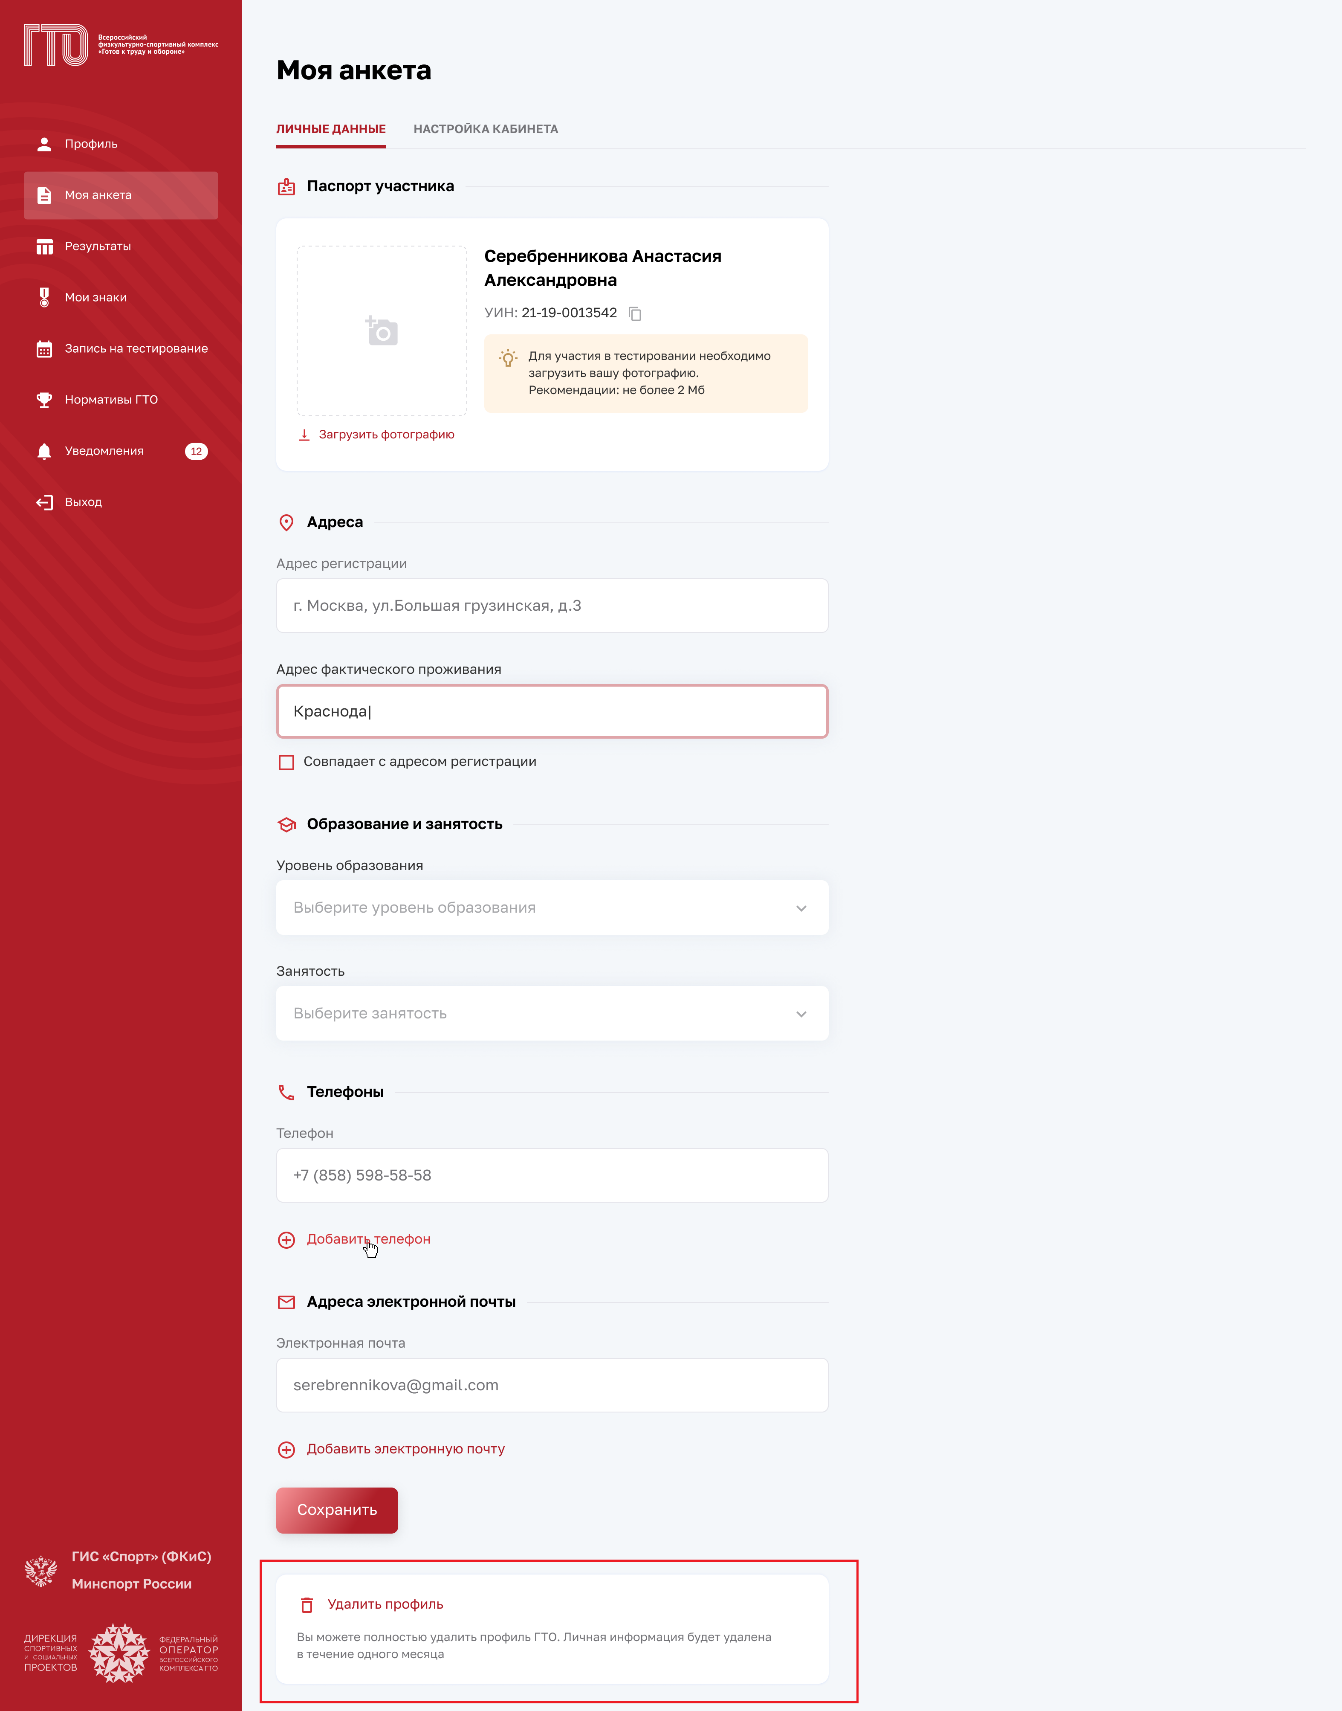 ГТО
Всероссийский
физкультурно-спортивный комплекс
«Готов к труду и обороне»
Профиль
Моя анкета
Результаты
Мои знаки
Запись на тестирование
Нормативы ГТО
Уведомления 12
Выход
ГИС «Спорт» (ФКиС)
Минспорт России
ДИРЕКЦИЯ
СПОРТИВНЫХ
И СОЦИАЛЬНЫХ
ПРОЕКТОВ
ФЕДЕРАЛЬНЫЙ
ОПЕРАТОР
ВСЕРОССИЙСКОГО
КОМПЛЕКСА ГТО
Моя анкета
ЛИЧНЫЕ ДАННЫЕ НАСТРОЙКА КАБИНЕТА
Паспорт участника
Серебренникова Анастасия
Александровна
УИН: 21-19-0013542
Для участия в тестировании необходимо
загрузить вашу фотографию.
Рекомендации: не более 2 Мб
Загрузить фотографию
Адреса
Адрес регистрации
г. Москва, ул.Большая грузинская, д.3
Адрес фактического проживания
Краснода
Совпадает с адресом регистрации
Образование и занятость
Уровень образования
Выберите уровень образования
Занятость
Выберите занятость
Телефоны
Телефон
+7 (858) 598-58-58
Добавить телефон
Адреса электронной почты
Электронная почта
serebrennikova@gmail.com
Добавить электронную почту
Сохранить
Удалить профиль
Вы можете полностью удалить профиль ГТО. Личная информация будет удалена
в течение одного месяца